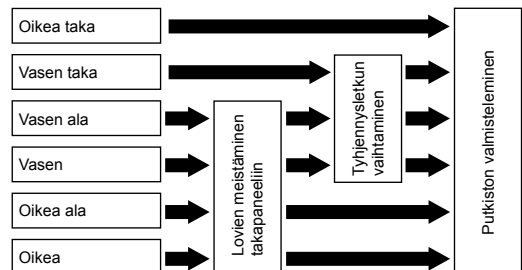 Oikea taka
Vasen taka
Vasen ala
Vasen
Oikea ala
Oikea
Lovien meistäminen
takapaneeliin
Tyhjennysletkun
vaihtaminen
Putkiston valmisteleminen